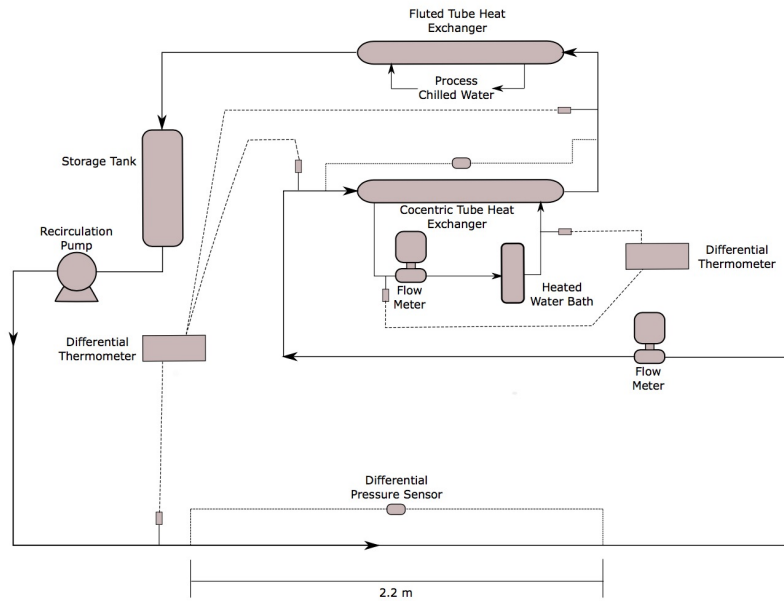 Fluted Tube Heat
Exchanger
Process
Chilled Water
Storage Tank
Cocentric Tube Heat
Exchanger
Recirculation
Pump
Differential
Thermometer
Flow
Meter
Heated
Water Bath
Differential
Thermometer
Flow
Meter
Differential
Pressure Sensor
2.2 m